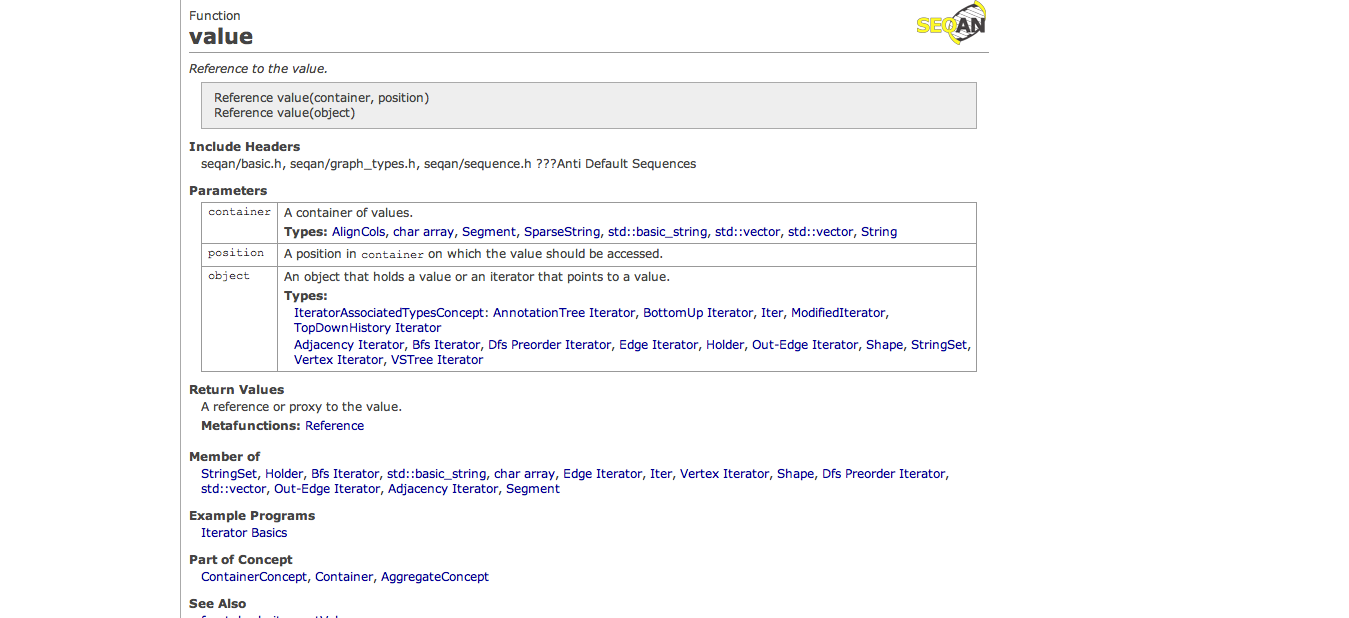 Function
value
SEQAN
Reference to the value.
Reference value(container, position)
Reference value(object)
Include Headers
seqan/basic.h, seqan/graph_types.h, seqan/sequence.h ???Anti Default Sequences
Parameters
container A container of values.
Types: AlignCols, char array, Segment, SparseString, std::basic_string, std::vector, std::vector, String
position A position in container on which the value should be accessed.
object An object that holds a value or an iterator that points to a value.
Types:
IteratorAssociatedTypesConcept: AnnotationTree Iterator, BottomUp Iterator, Iter, ModifiedIterator,
TopDownHistory Iterator
Adjacency Iterator, Bfs Iterator, Dfs Preorder Iterator, Edge Iterator, Holder, Out-Edge Iterator, Shape, StringSet,
Vertex Iterator, VSTree Iterator
Return Values
A reference or proxy to the value.
Metafunctions: Reference
Member of
StringSet, Holder, Bfs Iterator, std::basic_string, char array, Edge Iterator, Iter, Vertex Iterator, Shape, Dfs Preorder Iterator,
std::vector, Out-Edge Iterator, Adjacency Iterator, Segment
Example Programs
Iterator Basics
Part of Concept
ContainerConcept, Container, AggregateConcept
See Also